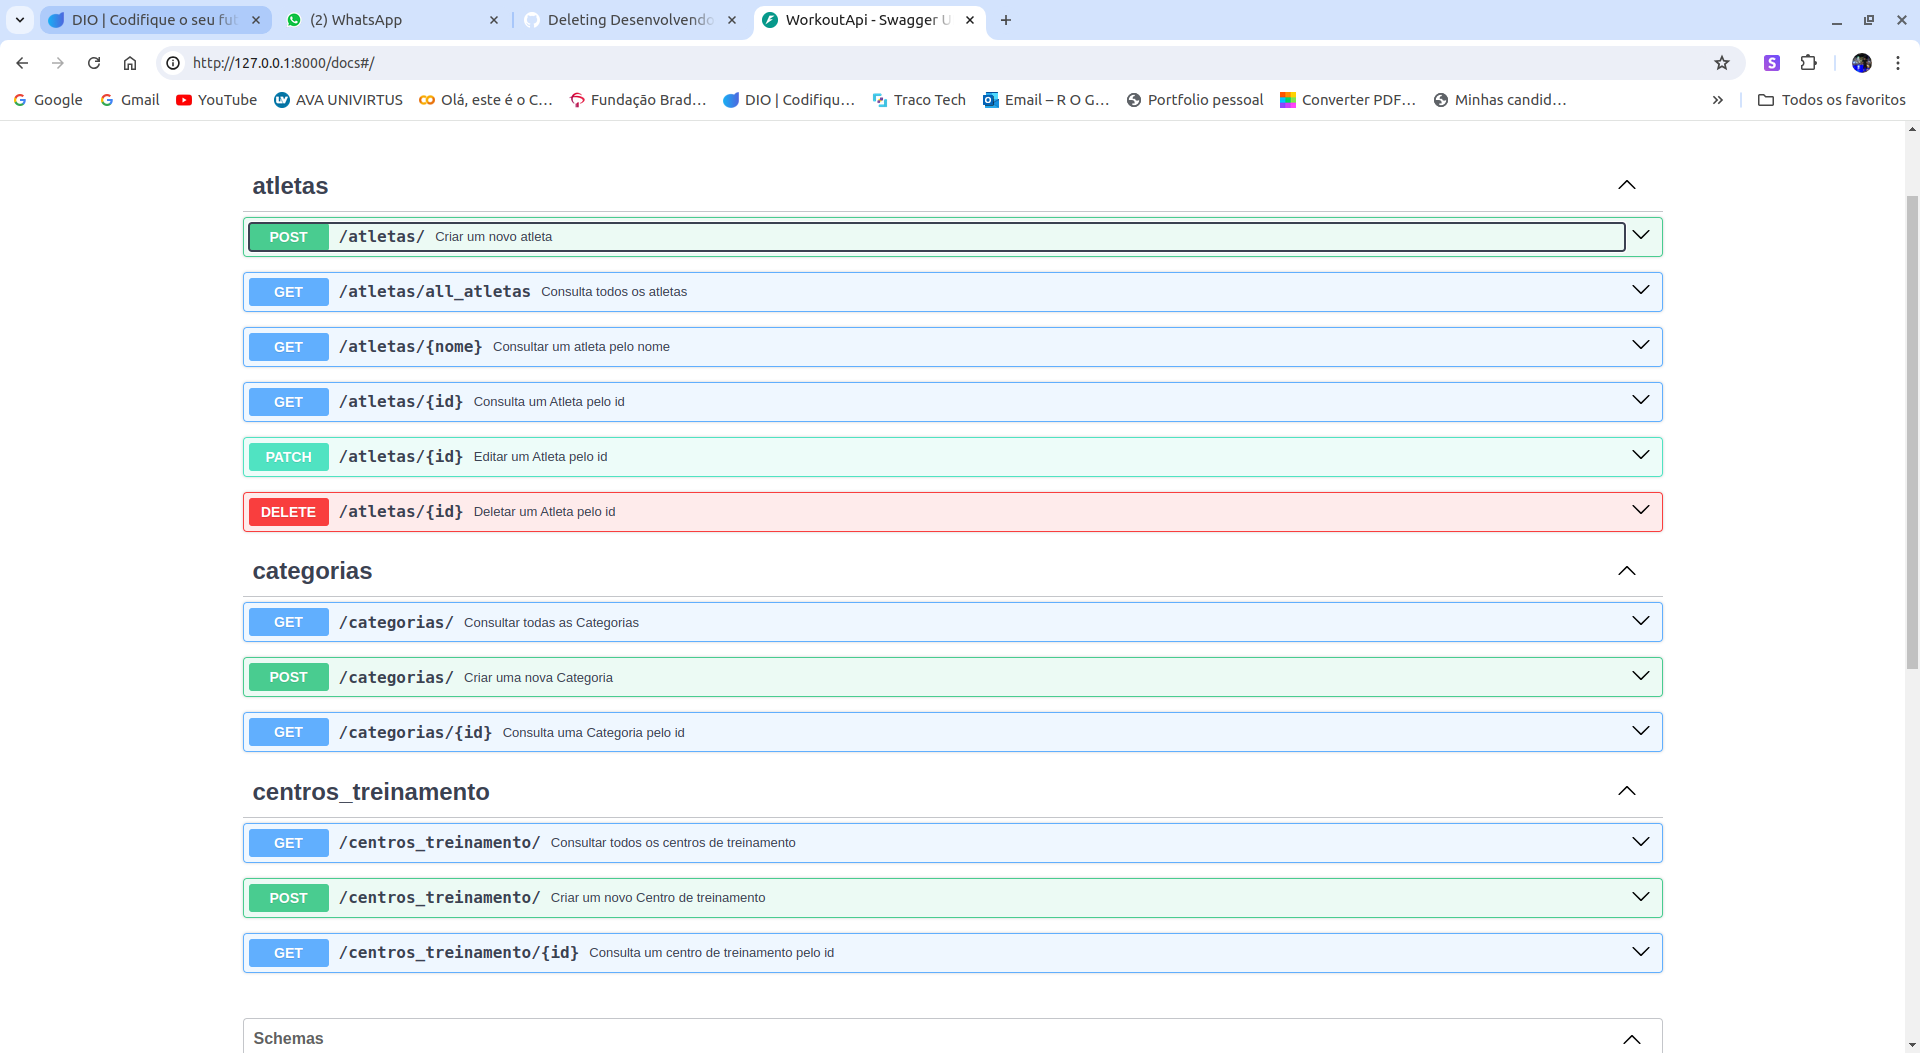 DIO | Codifique o seu fut
(2) WhatsApp
Deleting Desenvolvendo
WorkoutApi - Swagger U
http://127.0.0.1:8000/docs#/
S
Google
Gmail
YouTube
AVA UNIVIRTUS
Olá, este é o C...
Fundação Brad...
DIO | Codifiqu...
Traco Tech
Email – R O G...
Portfolio pessoal
Converter PDF...
Minhas candid...
Todos os favoritos
atletas
POST /atletas/ Criar um novo atleta
GET /atletas/all_atletas Consulta todos os atletas
GET /atletas/{nome} Consultar um atleta pelo nome
GET /atletas/{id} Consulta um Atleta pelo id
PATCH /atletas/{id} Editar um Atleta pelo id
DELETE /atletas/{id} Deletar um Atleta pelo id
categorias
GET /categorias/ Consultar todas as Categorias
POST /categorias/ Criar uma nova Categoria
GET /categorias/{id} Consulta uma Categoria pelo id
centros_treinamento
GET /centros_treinamento/ Consultar todos os centros de treinamento
POST /centros_treinamento/ Criar um novo Centro de treinamento
GET /centros_treinamento/{id} Consulta um centro de treinamento pelo id
Schemas